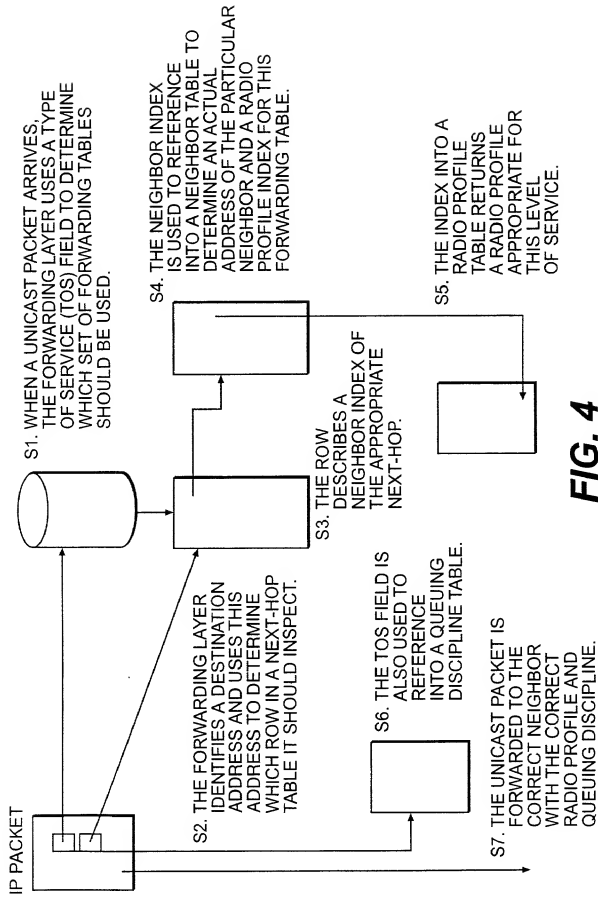 IP PACKET
S1. WHEN A UNICAST PACKET ARRIVES,
THE FORWARDING LAYER USES A TYPE
OF SERVICE (TOS) FIELD TO DETERMINE
WHICH SET OF FORWARDING TABLES
SHOULD BE USED.
S2. THE FORWARDING LAYER
IDENTIFIES A DESTINATION
ADDRESS AND USES THIS
ADDRESS TO DETERMINE
WHICH ROW IN A NEXT-HOP
TABLE IT SHOULD INSPECT.
S3. THE ROW
DESCRIBES A
NEIGHBOR INDEX OF
THE APPROPRIATE
NEXT-HOP.
S4. THE NEIGHBOR INDEX
IS USED TO REFERENCE
INTO A NEIGHBOR TABLE TO
DETERMINE AN ACTUAL
ADDRESS OF THE PARTICULAR
NEIGHBOR AND A RADIO
PROFILE INDEX FOR THIS
FORWARDING TABLE.
S5. THE INDEX INTO A
RADIO PROFILE
TABLE RETURNS
A RADIO PROFILE
APPROPRIATE FOR
THIS LEVEL
OF SERVICE.
S6. THE TOS FIELD IS
ALSO USED TO
REFERENCE
INTO A QUEUING
DISCIPLINE TABLE.
S7. THE UNICAST PACKET IS
FORWARDED TO THE
CORRECT NEIGHBOR
WITH THE CORRECT
RADIO PROFILE AND
QUEUING DISCIPLINE.
FIG. 4